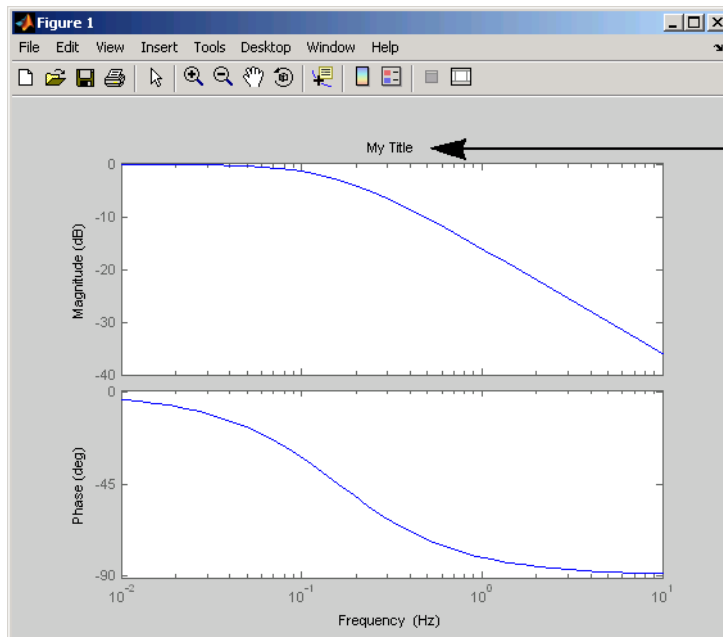 Figure 1
File Edit View Insert Tools Desktop Window Help
My Title
Magnitude (dB)
0
-10
-20
-30
-40
Phase (deg)
0
-45
-90
10^-2 10^-1 10^0 10^1
Frequency (Hz)